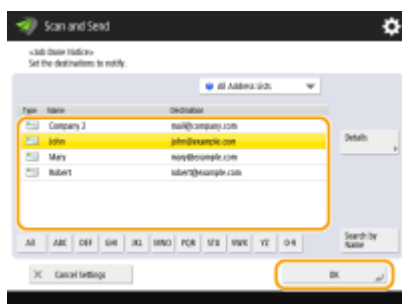 Scan and Send
<Job Done Notice>
Set the destinations to notify.
All Address Lists
Type Name Destination
Company 2 mail@company.com
John john@example.com
Mary mary@example.com
Robert robert@example.com
Details
All ABC DEF GHI JKL MNO PQR STU VWX YZ 0-9
Search by
Name
Cancel Settings
OK